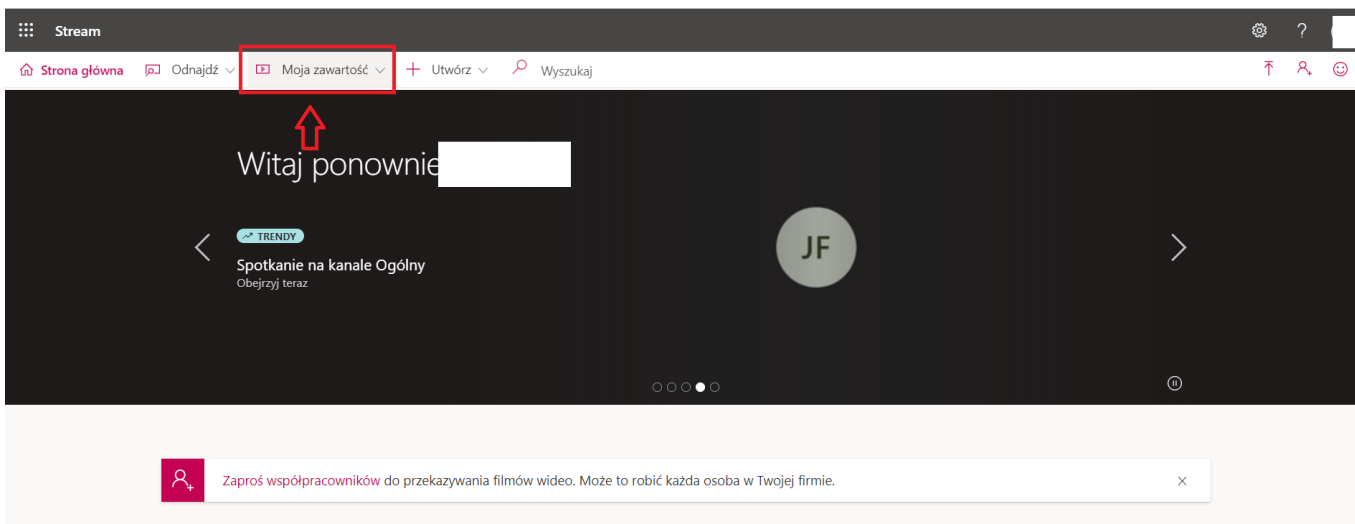 Stream
Strona główna Odnajdź Moja zawartość Utwórz Wyszukaj
Witaj ponownie
TRENDY
JF
Spotkanie na kanale Ogólny
Obejrzyj teraz
Zaproś współpracowników do przekazywania filmów wideo. Może to robić każda osoba w Twojej firmie.